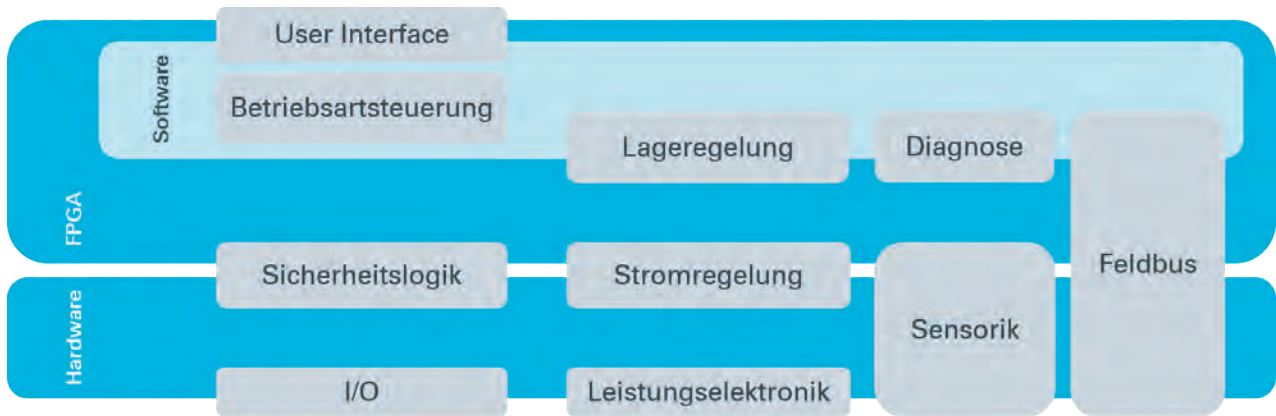 User Interface
Software
Betriebsartsteuerung
Lageregelung
Diagnose
FPGA
Sicherheitslogik
Stromregelung
Feldbus
Hardware
Sensorik
I/O
Leistungselektronik